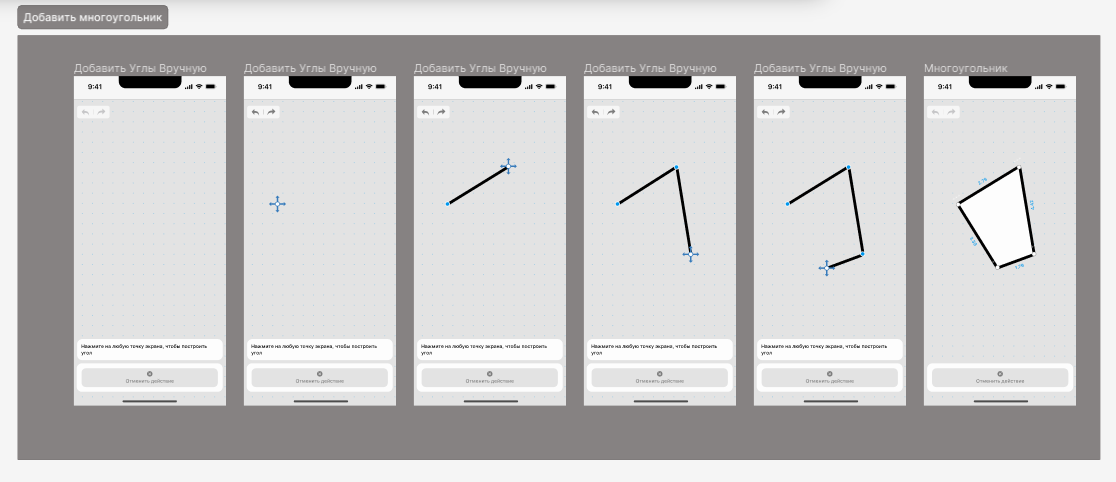 Добавить многоугольник
Добавить Углы Вручную
9:41
Нажмите на любую точку экрана, чтобы построить
угол
Отменить действие
Добавить Углы Вручную
9:41
Нажмите на любую точку экрана, чтобы построить
угол
Отменить действие
Добавить Углы Вручную
9:41
Нажмите на любую точку экрана, чтобы построить
угол
Отменить действие
Добавить Углы Вручную
9:41
Нажмите на любую точку экрана, чтобы построить
угол
Отменить действие
Добавить Углы Вручную
9:41
Нажмите на любую точку экрана, чтобы построить
угол
Отменить действие
Многоугольник
9:41
Отменить действие